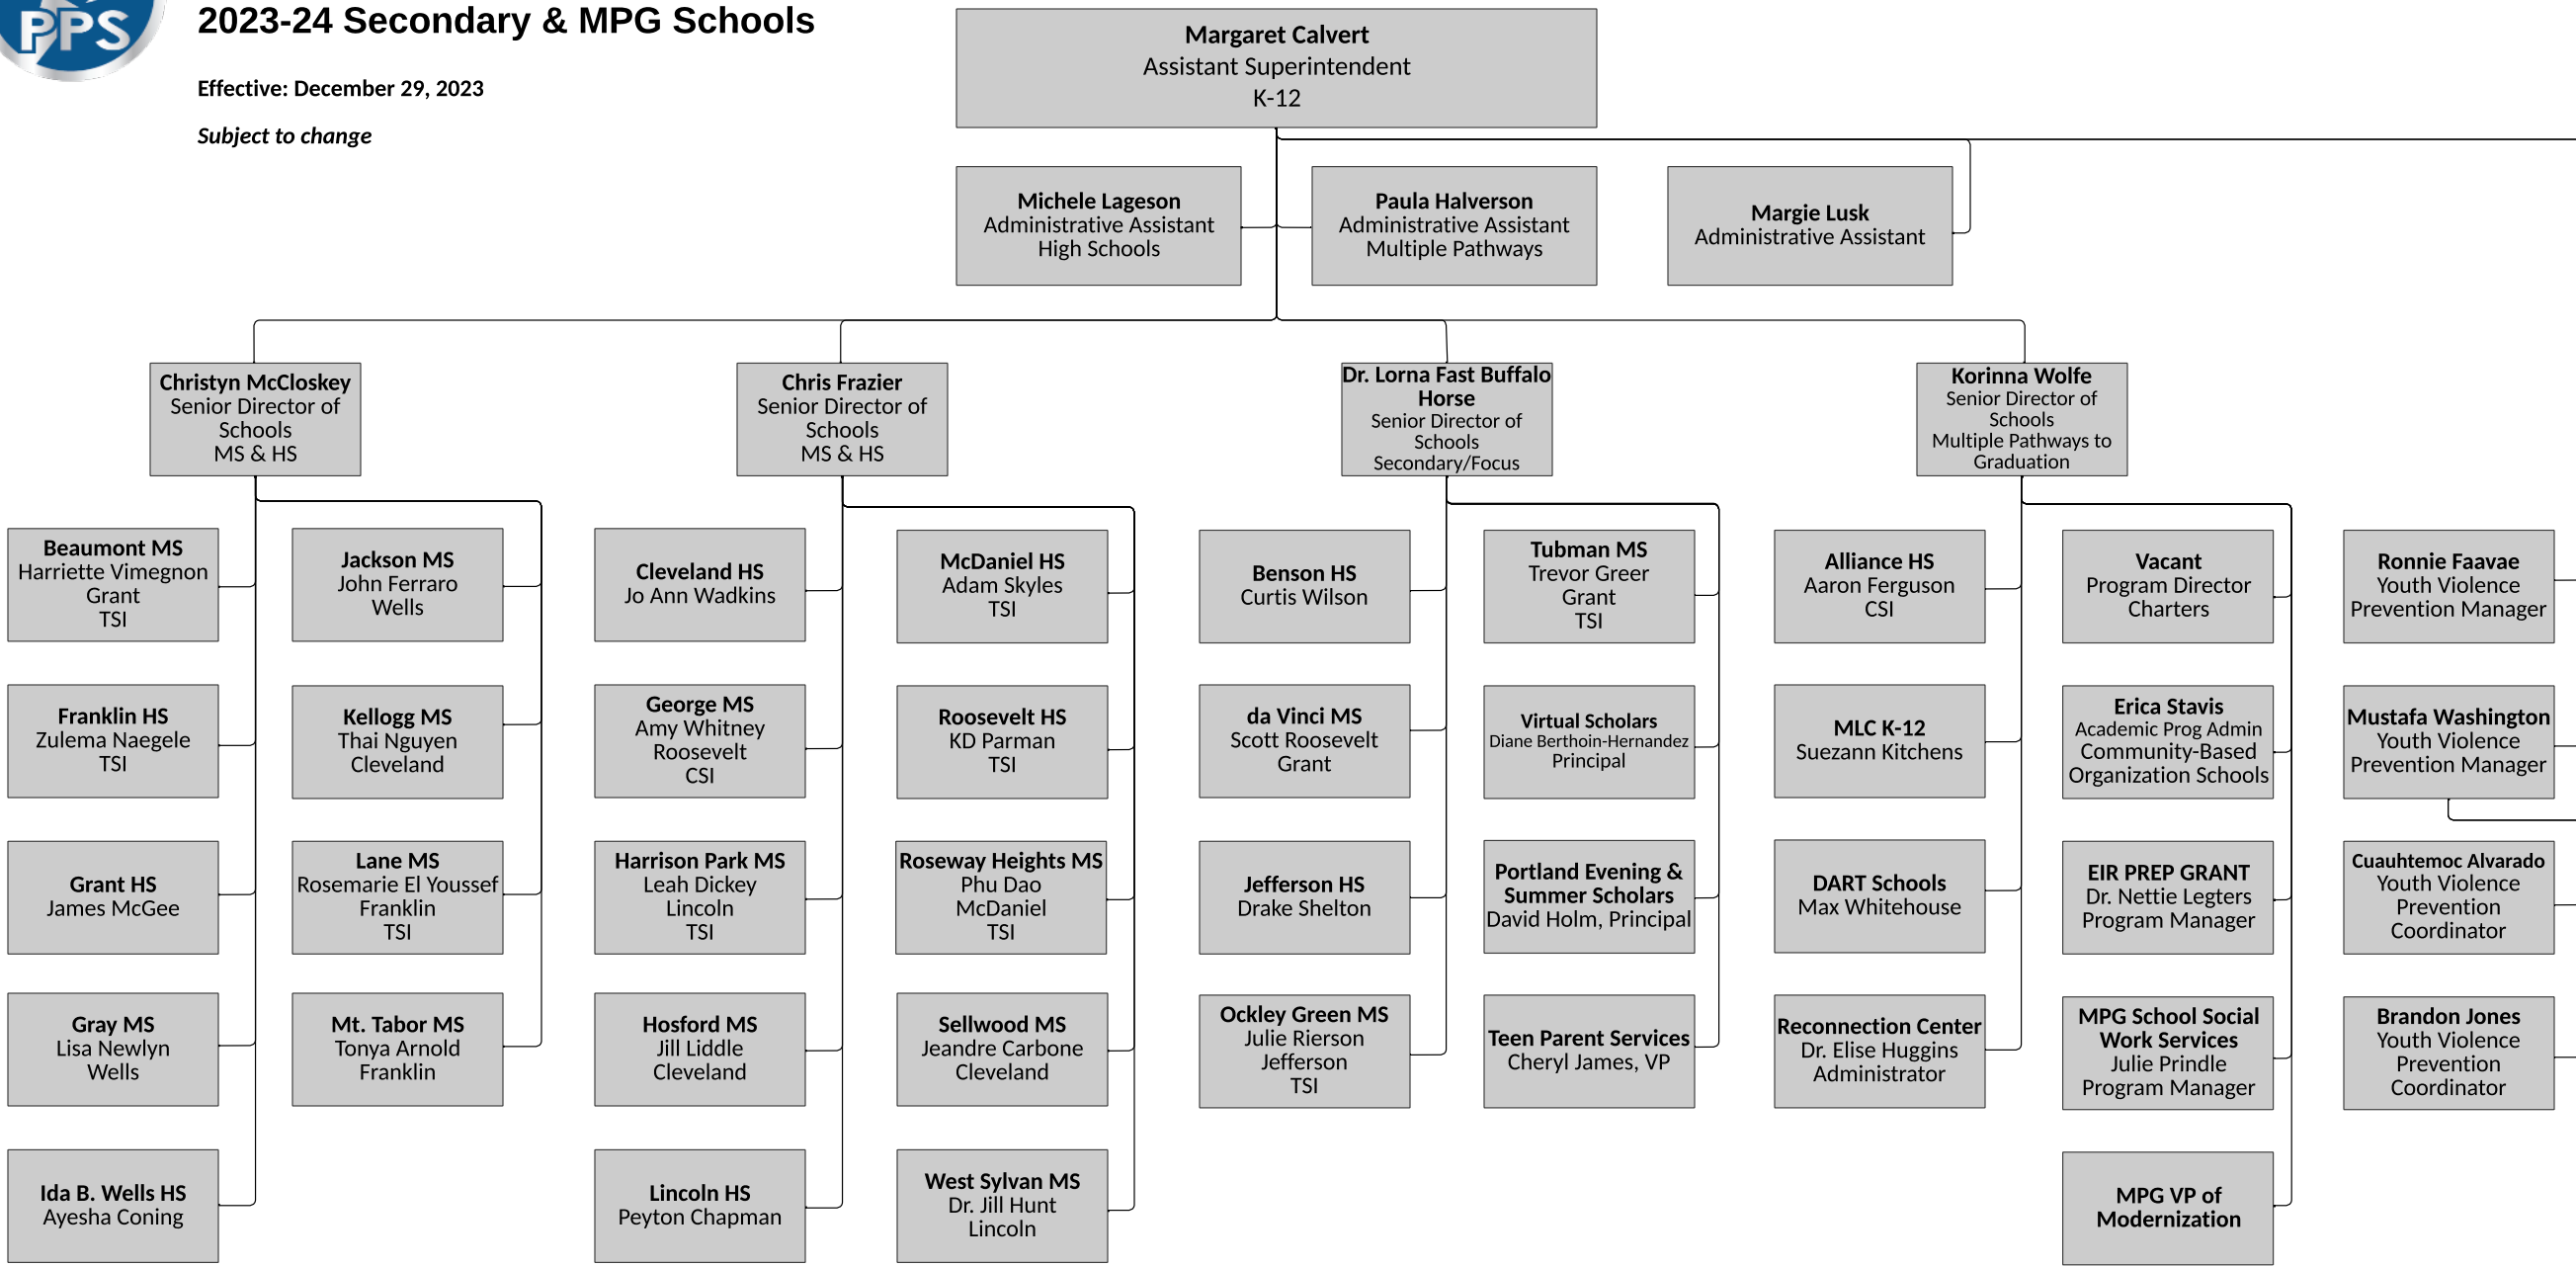 PPS
2023-24 Secondary & MPG Schools
Effective: December 29, 2023
Subject to change
Margaret Calvert
Assistant Superintendent
K-12
Michele Lageson
Administrative Assistant
High Schools
Paula Halverson
Administrative Assistant
Multiple Pathways
Margie Lusk
Administrative Assistant
Christyn McCloskey
Senior Director of
Schools
MS & HS
Chris Frazier
Senior Director of
Schools
MS & HS
Dr. Lorna Fast Buffalo
Horse
Senior Director of
Schools
Secondary/Focus
Korinna Wolfe
Senior Director of
Schools
Multiple Pathways to
Graduation
Beaumont MS
Harriette Vimegnon
Grant
TSI
Jackson MS
John Ferraro
Wells
Cleveland HS
Jo Ann Wadkins
McDaniel HS
Adam Skyles
TSI
Benson HS
Curtis Wilson
Tubman MS
Trevor Greer
Grant
TSI
Alliance HS
Aaron Ferguson
CSI
Vacant
Program Director
Charters
Ronnie Faavae
Youth Violence
Prevention Manager
Franklin HS
Zulema Naegele
TSI
Kellogg MS
Thai Nguyen
Cleveland
George MS
Amy Whitney
Roosevelt
CSI
Roosevelt HS
KD Parman
TSI
da Vinci MS
Scott Roosevelt
Grant
Virtual Scholars
Diane Berthoin-Hernandez
Principal
MLC K-12
Suezann Kitchens
Erica Stavis
Academic Prog Admin
Community-Based
Organization Schools
Mustafa Washington
Youth Violence
Prevention Manager
Grant HS
James McGee
Lane MS
Rosemarie El Youssef
Franklin
TSI
Harrison Park MS
Leah Dickey
Lincoln
TSI
Roseway Heights MS
Phu Dao
McDaniel
TSI
Jefferson HS
Drake Shelton
Portland Evening &
Summer Scholars
David Holm, Principal
DART Schools
Max Whitehouse
EIR PREP GRANT
Dr. Nettie Legters
Program Manager
Cuauhtemoc Alvarado
Youth Violence
Prevention
Coordinator
Gray MS
Lisa Newlyn
Wells
Mt. Tabor MS
Tonya Arnold
Franklin
Hosford MS
Jill Liddle
Cleveland
Sellwood MS
Jeandre Carbone
Cleveland
Ockley Green MS
Julie Rierson
Jefferson
TSI
Teen Parent Services
Cheryl James, VP
Reconnection Center
Dr. Elise Huggins
Administrator
MPG School Social
Work Services
Julie Prindle
Program Manager
Brandon Jones
Youth Violence
Prevention
Coordinator
Ida B. Wells HS
Ayesha Coning
Lincoln HS
Peyton Chapman
West Sylvan MS
Dr. Jill Hunt
Lincoln
MPG VP of
Modernization